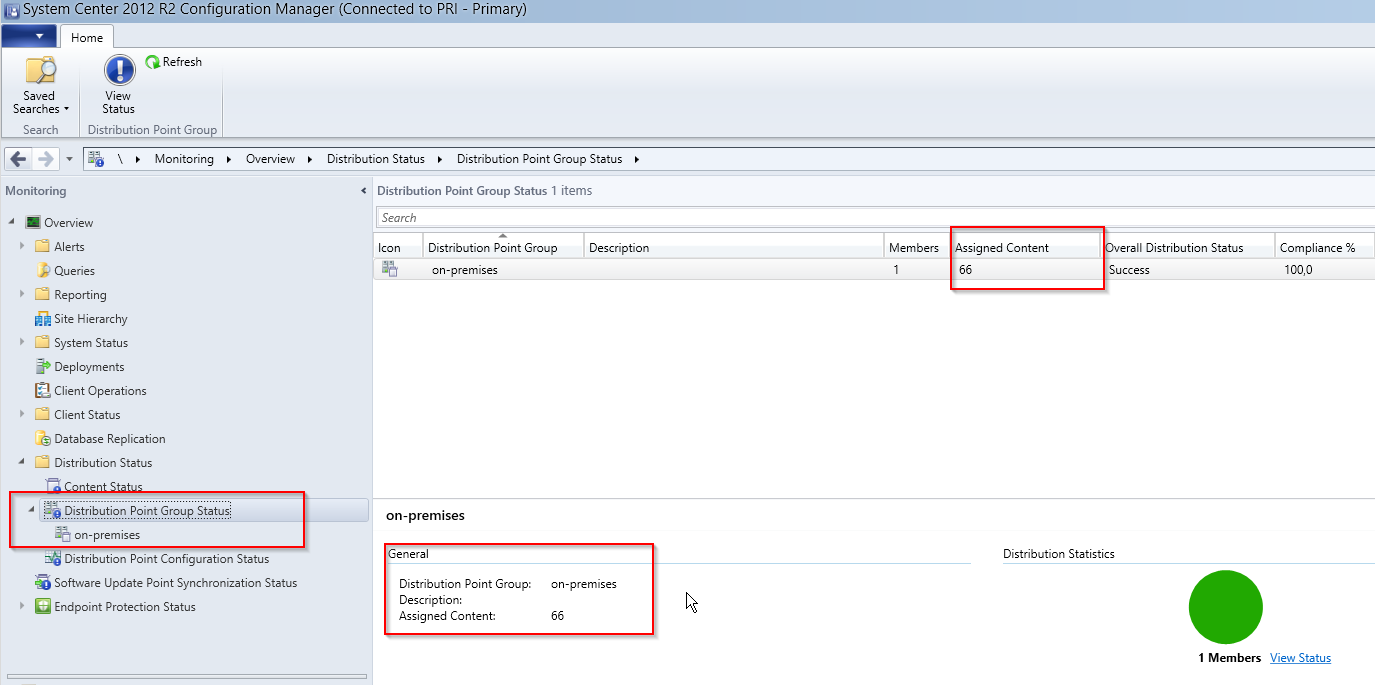 System Center 2012 R2 Configuration Manager (Connected to PRI - Primary)
Home
Saved Searches
View Status
Refresh
Search
Distribution Point Group
\ Monitoring Overview Distribution Status Distribution Point Group Status
Monitoring
Overview
Alerts
Queries
Reporting
Site Hierarchy
System Status
Deployments
Client Operations
Client Status
Database Replication
Distribution Status
Content Status
Distribution Point Group Status
on-premises
Distribution Point Configuration Status
Software Update Point Synchronization Status
Endpoint Protection Status
Distribution Point Group Status 1 items
Search
Icon Distribution Point Group Description Members Assigned Content Overall Distribution Status Compliance %
on-premises 1 66 Success 100,0
on-premises
General
Distribution Point Group: on-premises
Description:
Assigned Content: 66
Distribution Statistics
1 Members View Status